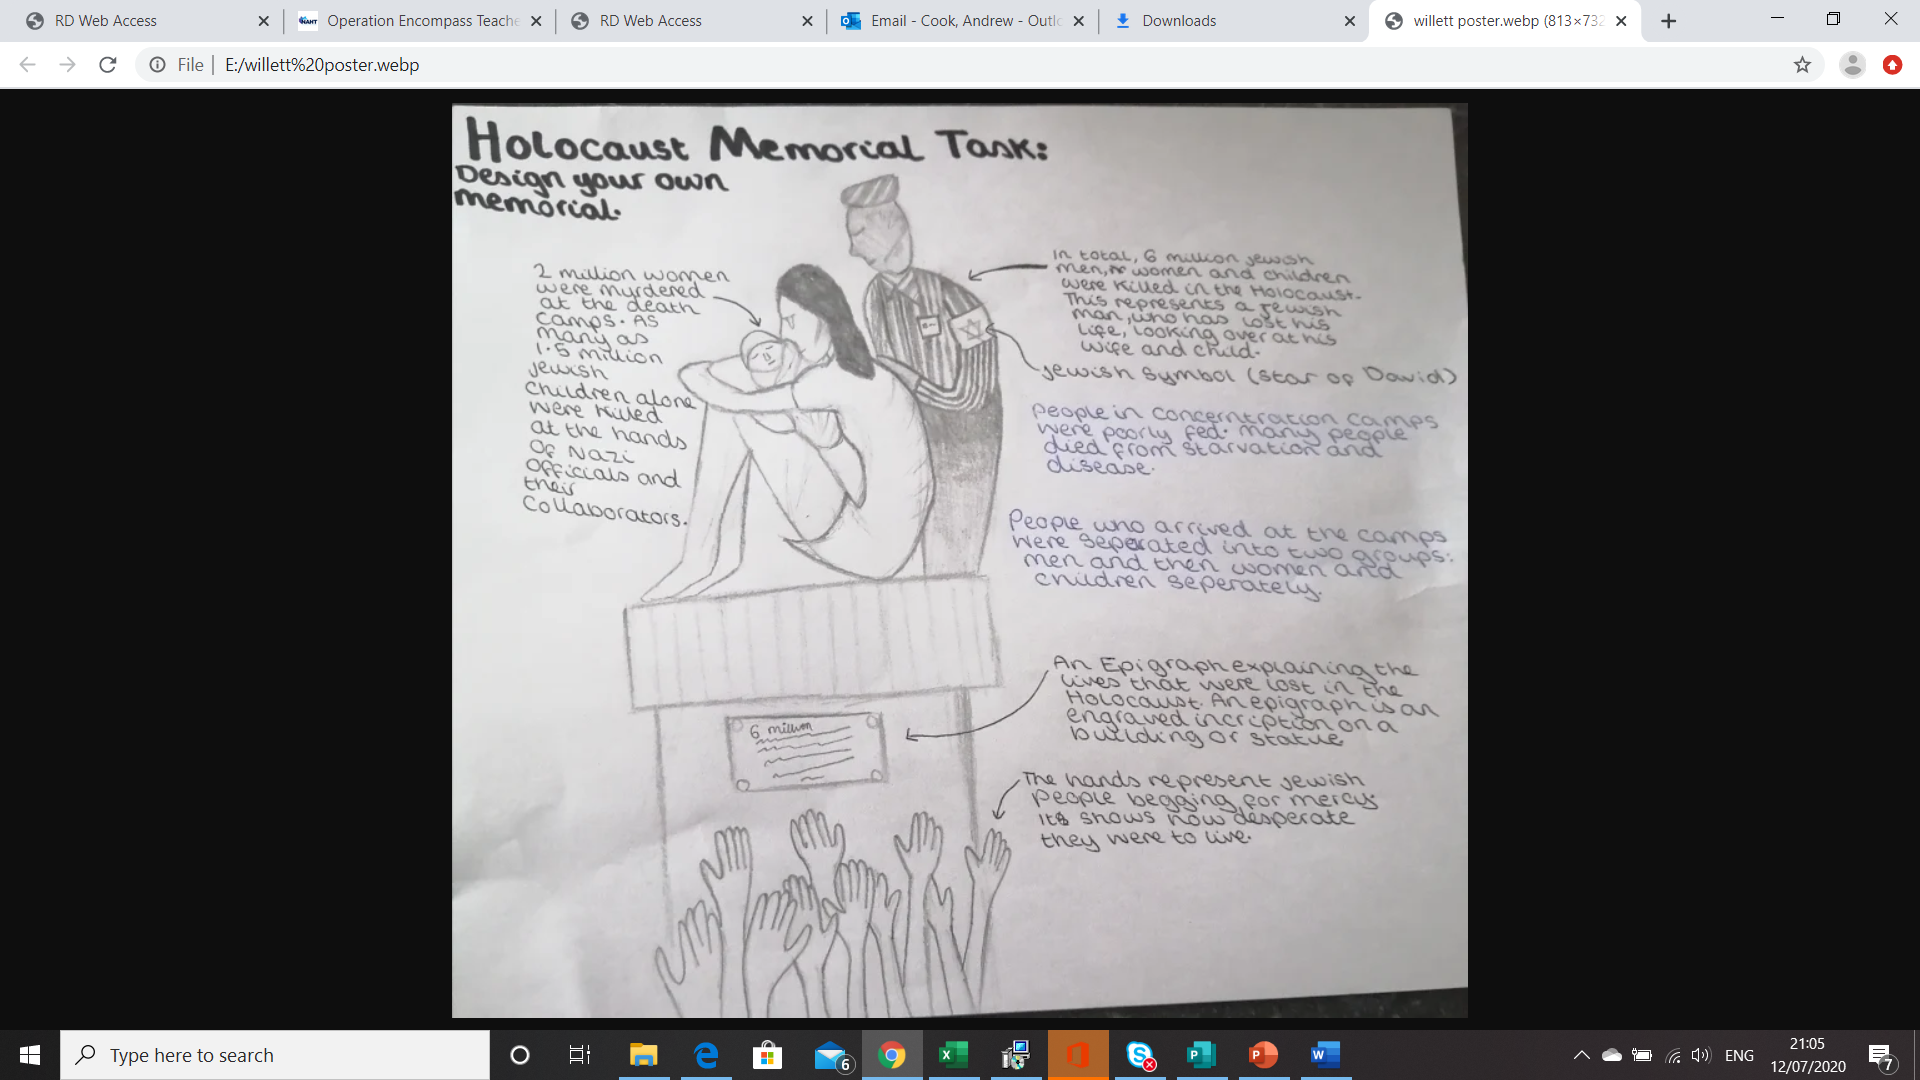 RD Web Access
Operation Encompass Teache
RD Web Access
Email - Cook, Andrew - Outlo
Downloads
willett poster.webp (813×732
File
E:/willett%20poster.webp
Holocaust Memorial Task:
Design your own
memorial.
2 million women
were murdered
at the death
camps. As
many as
1.5 million
Jewish
children alone
were killed
at the hands
of Nazi
officials and
their
collaborators.
In total, 6 million Jewish
men, women and children
were killed in the Holocaust.
This represents a Jewish
man, who has lost his
life, looking over at his
wife and child.
Jewish symbol (Star of David)
People in concerntration camps
were poorly fed. Many people
died from starvation and
disease.
People who arrived at the camps
were seperated into two groups:
men and then women and
children seperately.
An Epigraph explaining the
lives that were lost in the
Holocaust. An epigraph is an
engraved incription on a
building or statue
6 million
The hands represent Jewish
people begging for mercy.
It shows how desperate
they were to live.
Type here to search
6
ENG
21:05
12/07/2020
7